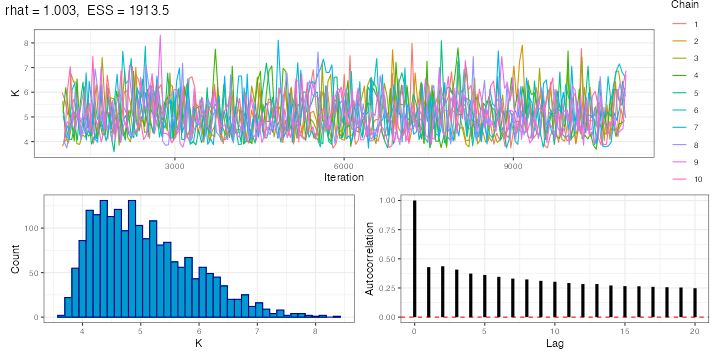 rhat = 1.003, ESS = 1913.5
Chain
1
2
3
4
5
6
7
8
9
10
8
7
6
5
4
K
3000 6000 9000
Iteration
100
50
0
Count
4 5 6 7 8
K
1.00
0.75
0.50
0.25
0.00
Autocorrelation
0 5 10 15 20
Lag